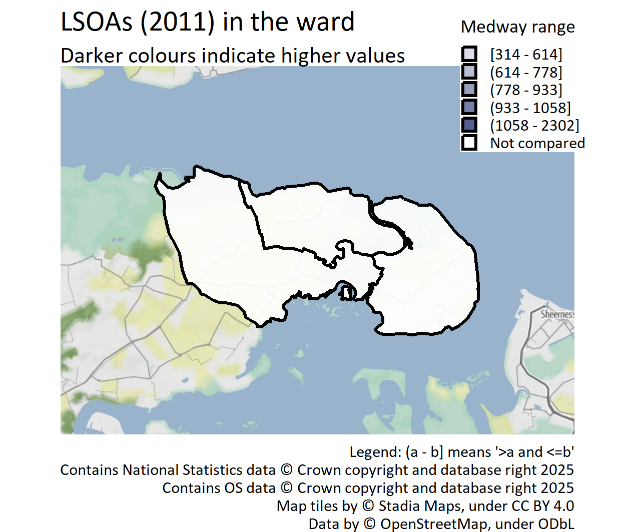 LSOAs (2011) in the ward
Darker colours indicate higher values
Medway range
[314 - 614]
(614 - 778]
(778 - 933]
(933 - 1058]
(1058 - 2302]
Not compared
Sheerness
Legend: (a - b] means '>a and <=b'
Contains National Statistics data © Crown copyright and database right 2025
Contains OS data © Crown copyright and database right 2025
Map tiles by © Stadia Maps, under CC BY 4.0
Data by © OpenStreetMap, under ODbL